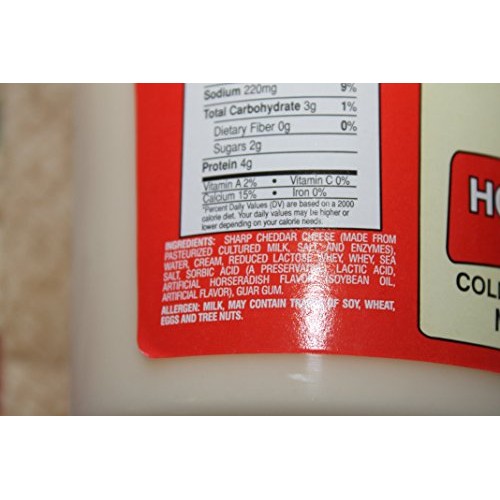 Sodium 220mg 9%
Total Carbohydrate 3g 1%
Dietary Fiber 0g 0%
Sugars 2g
Protein 4g
Vitamin A 2% • Vitamin C 0%
Calcium 15% • Iron 0%
*Percent Daily Values (DV) are based on a 2000
calorie diet. Your daily values may be higher or
lower depending on your calorie needs.
INGREDIENTS: SHARP CHEDDAR CHEESE (MADE FROM
PASTEURIZED CULTURED MILK, SALT, AND ENZYMES),
WATER, CREAM, REDUCED LACTOSE WHEY, WHEY, SEA
SALT, SORBIC ACID (A PRESERVATIVE), LACTIC ACID,
ARTIFICIAL HORSERADISH FLAVOR (SOYBEAN OIL,
ARTIFICIAL FLAVOR), GUAR GUM.
ALLERGEN: MILK, MAY CONTAIN TRACES OF SOY, WHEAT,
EGGS AND TREE NUTS.
HO
COL